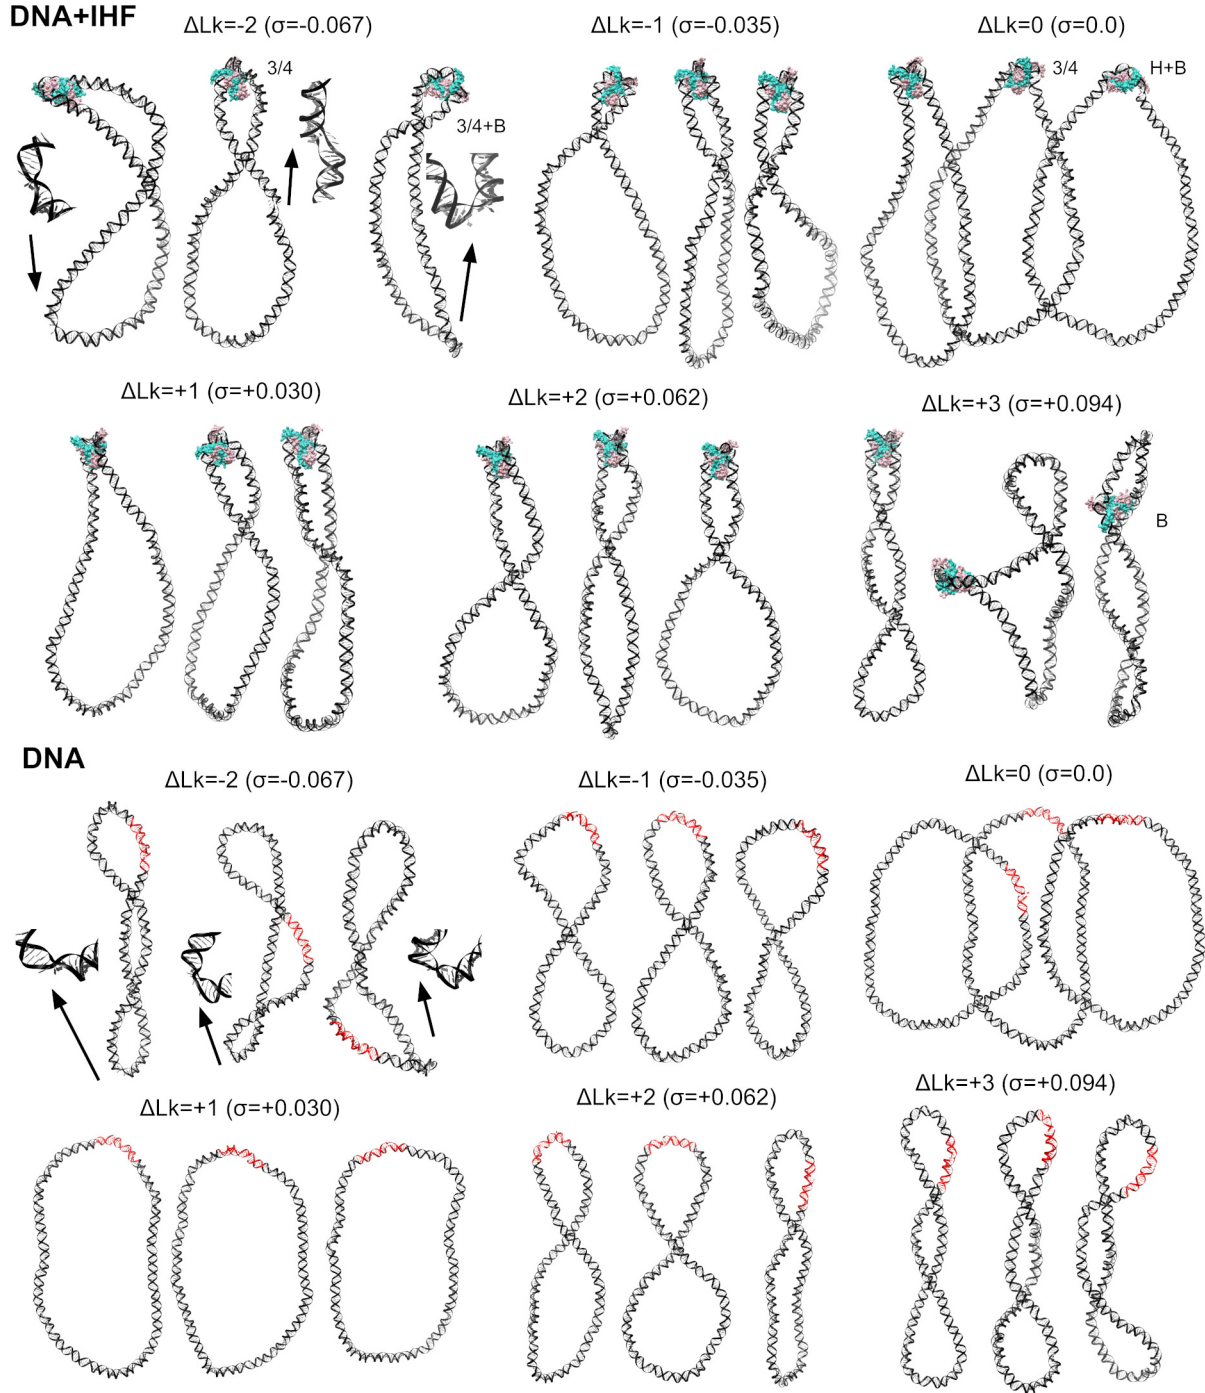 DNA+IHF
ΔLk=-2 (σ=-0.067)
ΔLk=-1 (σ=-0.035)
ΔLk=0 (σ=0.0)
3/4
3/4+B
3/4
H+B
ΔLk=+1 (σ=+0.030)
ΔLk=+2 (σ=+0.062)
ΔLk=+3 (σ=+0.094)
B
DNA
ΔLk=-2 (σ=-0.067)
ΔLk=-1 (σ=-0.035)
ΔLk=0 (σ=0.0)
ΔLk=+1 (σ=+0.030)
ΔLk=+2 (σ=+0.062)
ΔLk=+3 (σ=+0.094)